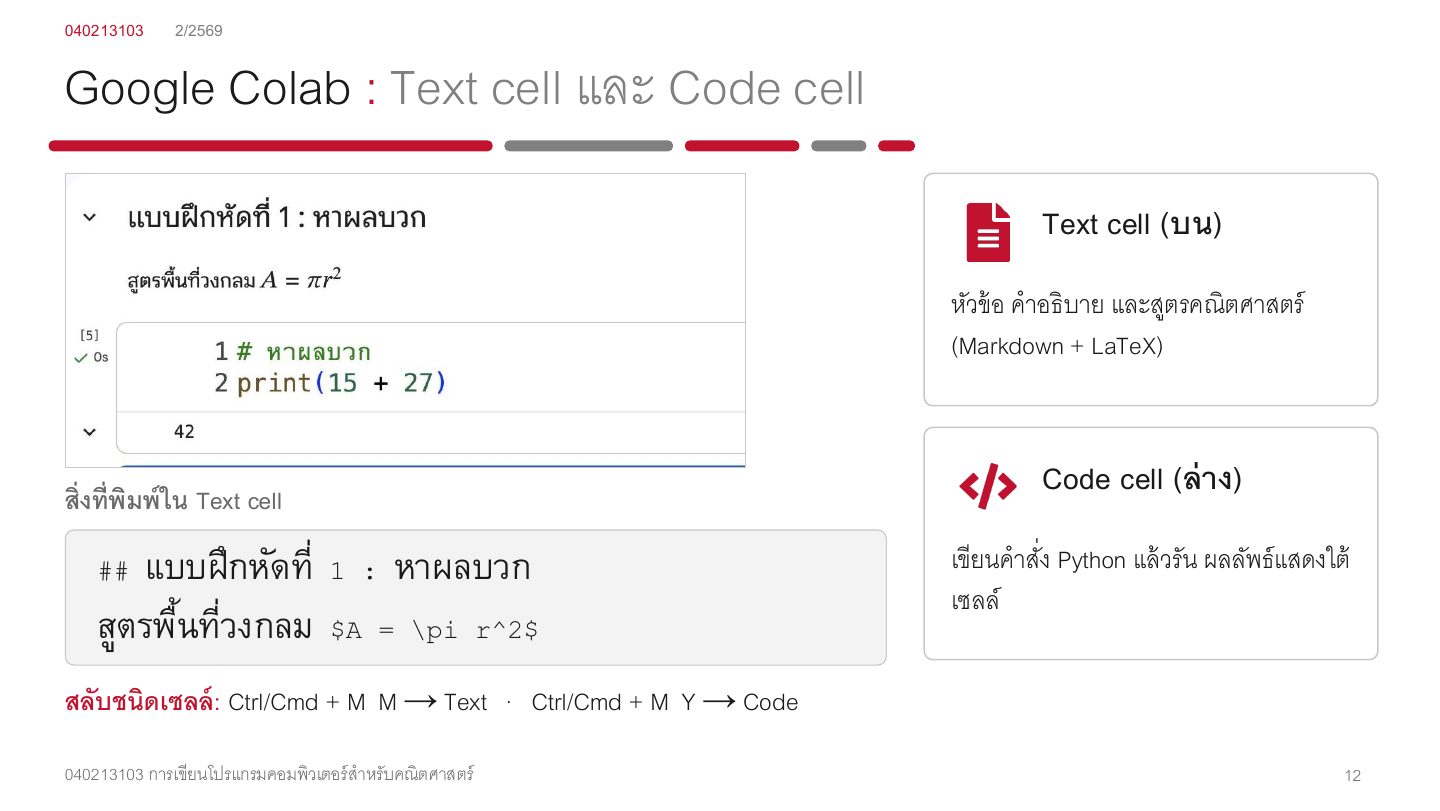 040213103 2/2569
Google Colab : Text cell และ Code cell
แบบฝึกหัดที่ 1 : หาผลบวก
สูตรพื้นที่วงกลม A = πr²
[5]
0s
1 # หาผลบวก
2 print(15 + 27)
42
สิ่งที่พิมพ์ใน Text cell
## แบบฝึกหัดที่ 1 : หาผลบวก
สูตรพื้นที่วงกลม $A = \pi r^2$
สลับชนิดเซลล์: Ctrl/Cmd + M M ⟶ Text · Ctrl/Cmd + M Y ⟶ Code
Text cell (บน)
หัวข้อ คำอธิบาย และสูตรคณิตศาสตร์
(Markdown + LaTeX)
Code cell (ล่าง)
เขียนคำสั่ง Python แล้วรัน ผลลัพธ์แสดงใต้
เซลล์
040213103 การเขียนโปรแกรมคอมพิวเตอร์สำหรับคณิตศาสตร์
12